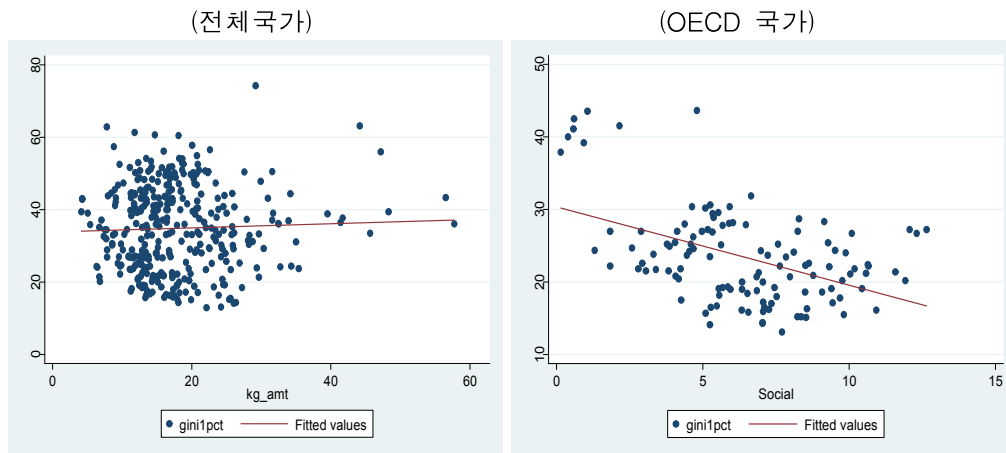 (전체국가)
80
60
40
20
0
0 20 40 60
kg_amt
gini1pct Fitted values
(OECD 국가)
50
40
30
20
10
0 5 10 15
Social
gini1pct Fitted values